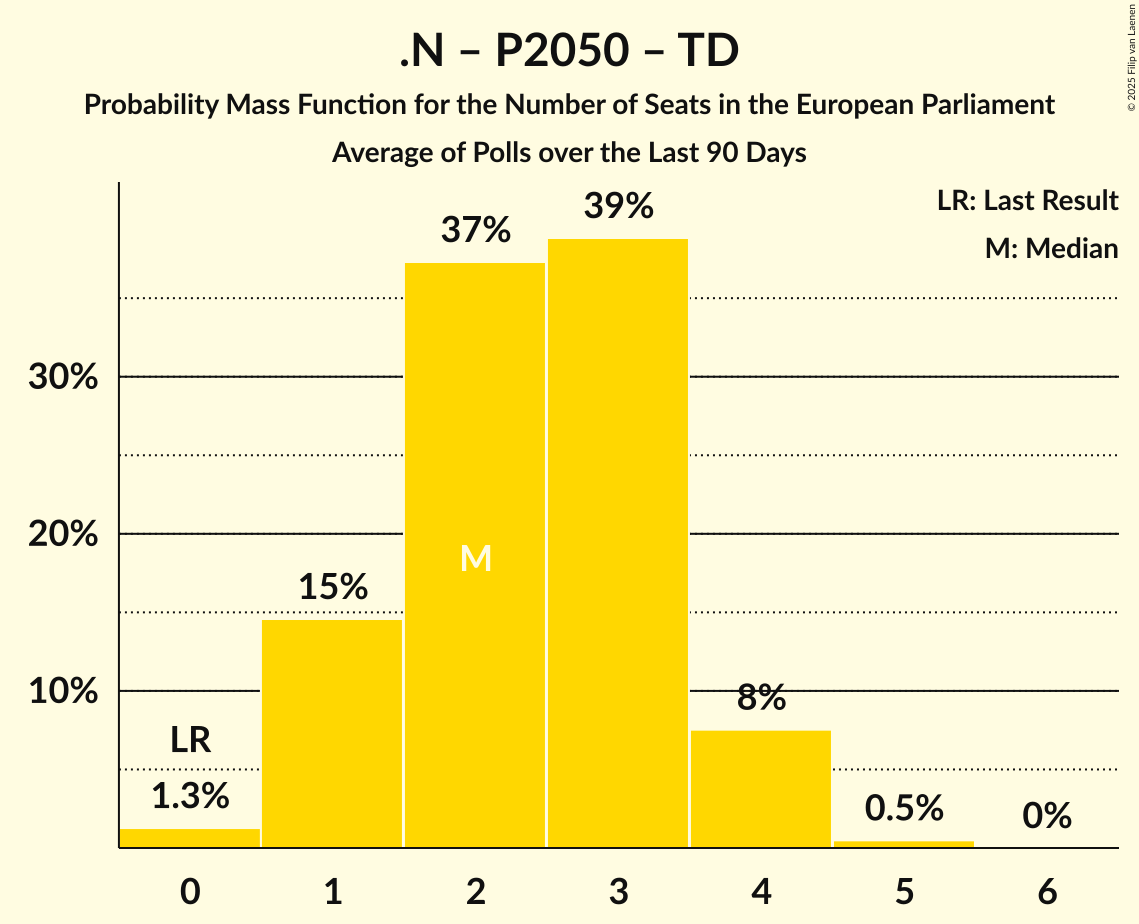 .N – P2050 – TD
Probability Mass Function for the Number of Seats in the European Parliament
Average of Polls over the Last 90 Days
© 2025 Filip van Laenen
LR: Last Result
M: Median
39%
37%
30%
M
20%
15%
10%
8%
LR
1.3%
0.5%
0%
0 1 2 3 4 5 6